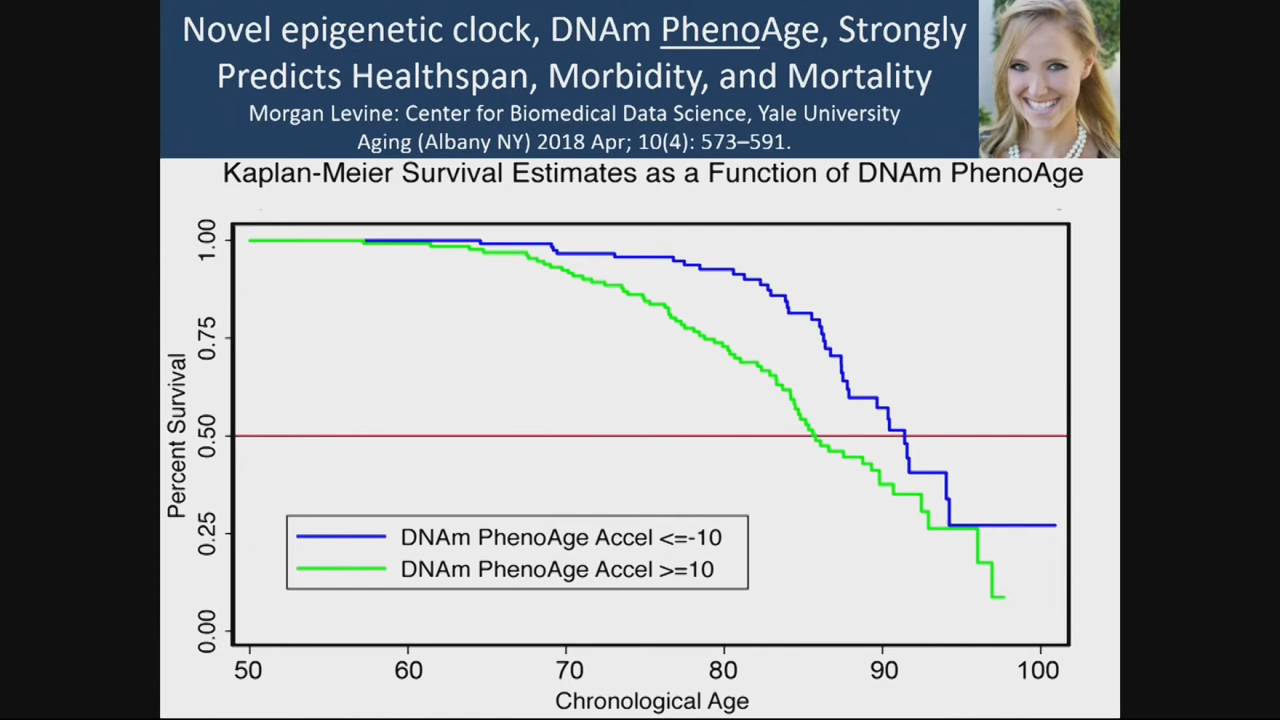 Novel epigenetic clock, DNAm PhenoAge, Strongly
Predicts Healthspan, Morbidity, and Mortality
Morgan Levine: Center for Biomedical Data Science, Yale University
Aging (Albany NY) 2018 Apr; 10(4): 573–591.
Kaplan-Meier Survival Estimates as a Function of DNAm PhenoAge
Percent Survival
1.00
0.75
0.50
0.25
0.00
DNAm PhenoAge Accel <=-10
DNAm PhenoAge Accel >=10
50 60 70 80 90 100
Chronological Age